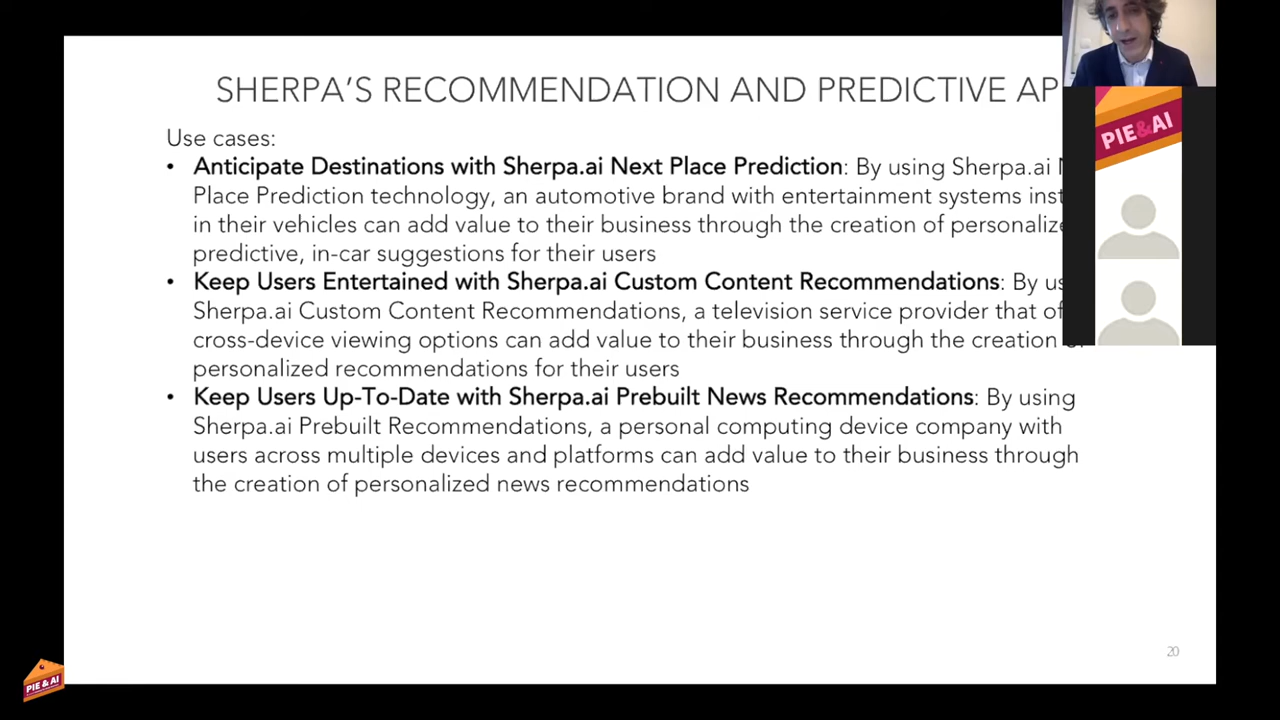 SHERPA'S RECOMMENDATION AND PREDICTIVE AP
Use cases:
• Anticipate Destinations with Sherpa.ai Next Place Prediction: By using Sherpa.ai
Place Prediction technology, an automotive brand with entertainment systems inst
in their vehicles can add value to their business through the creation of personalize
predictive, in-car suggestions for their users
• Keep Users Entertained with Sherpa.ai Custom Content Recommendations: By us
Sherpa.ai Custom Content Recommendations, a television service provider that of
cross-device viewing options can add value to their business through the creation
personalized recommendations for their users
• Keep Users Up-To-Date with Sherpa.ai Prebuilt News Recommendations: By using
Sherpa.ai Prebuilt Recommendations, a personal computing device company with
users across multiple devices and platforms can add value to their business through
the creation of personalized news recommendations
20
PIE&AI
PIE & AI